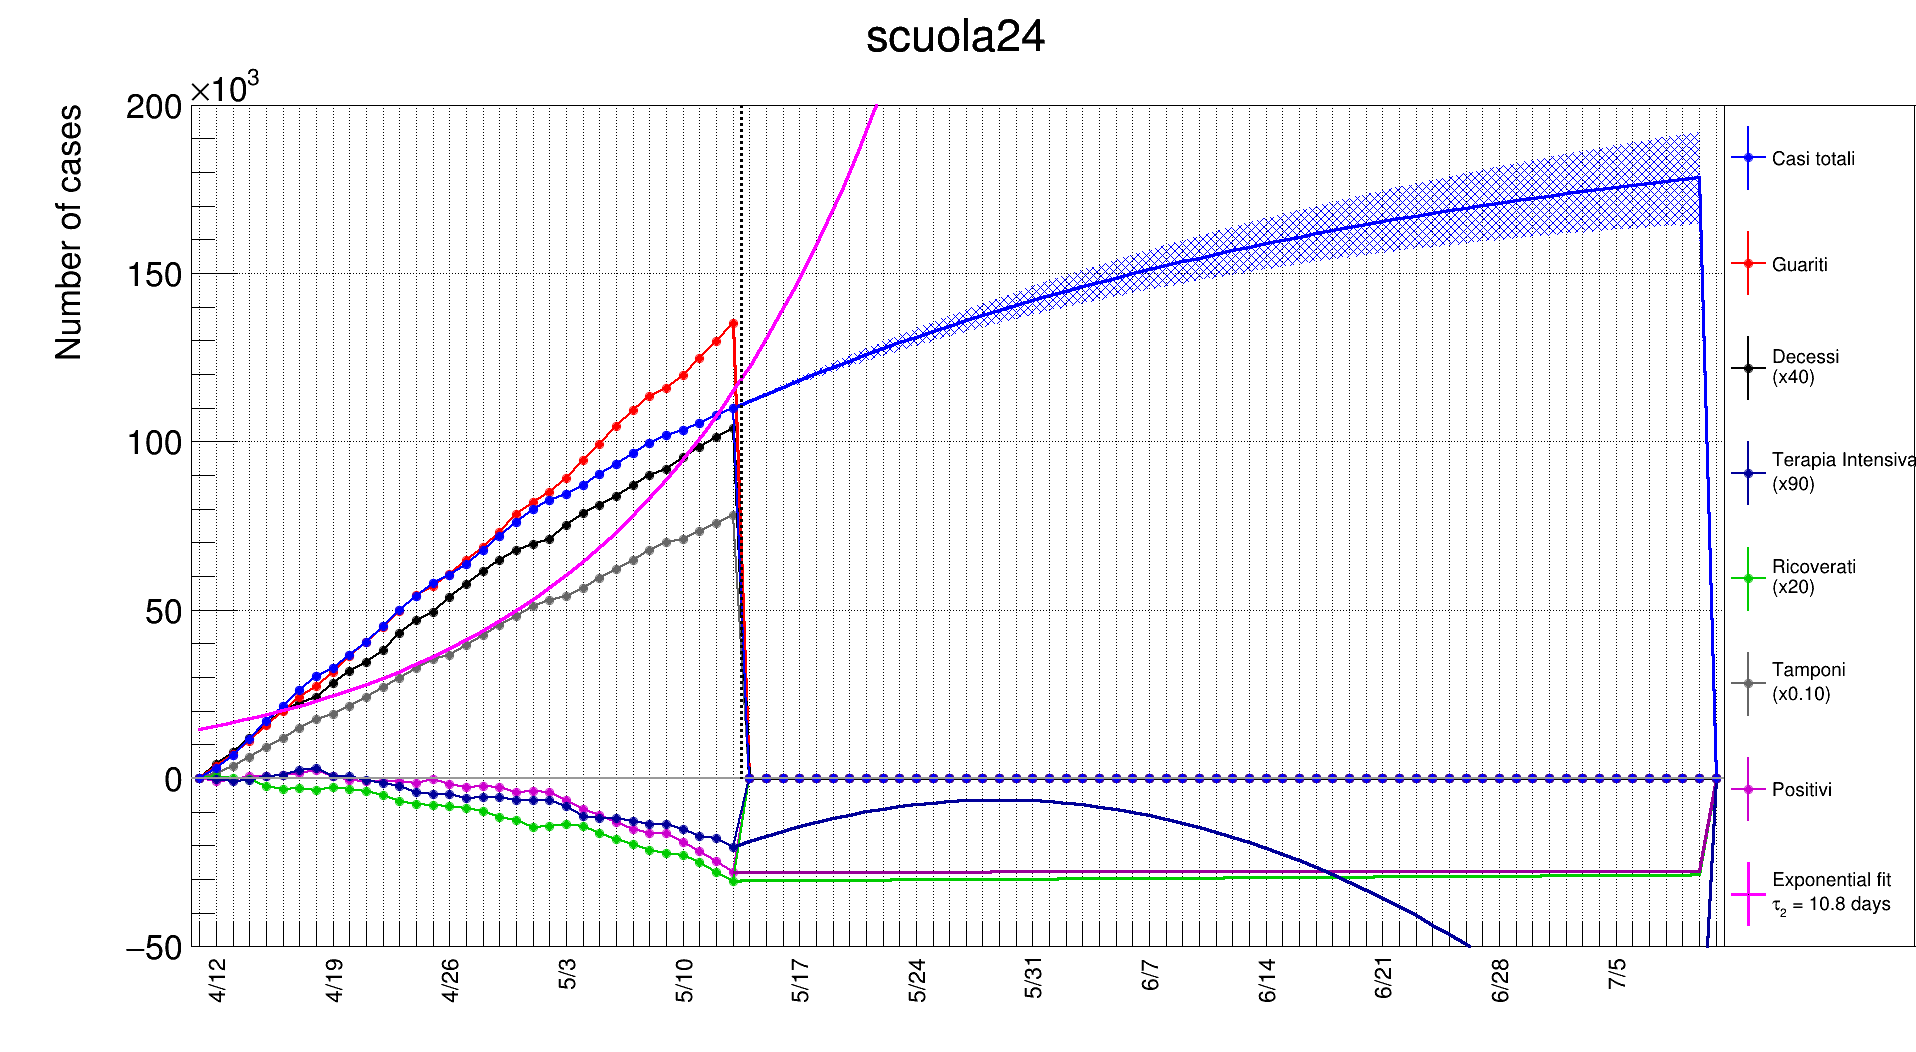 scuola24
×10³
Number of cases
200
150
100
50
0
−50
4/12
4/19
4/26
5/3
5/10
5/17
5/24
5/31
6/7
6/14
6/21
6/28
7/5
Casi totali
Guariti
Decessi
(x40)
Terapia Intensiva
(x90)
Ricoverati
(x20)
Tamponi
(x0.10)
Positivi
Exponential fit
τ₂ = 10.8 days